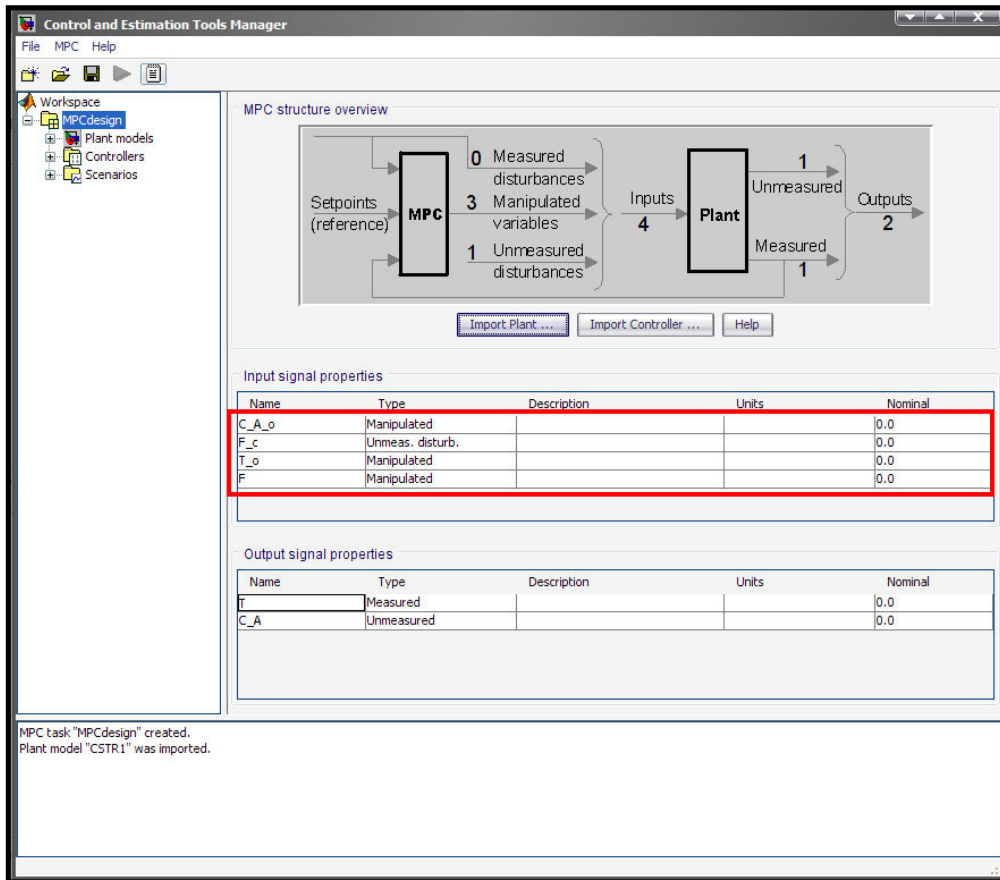 Control and Estimation Tools Manager
File MPC Help
Workspace
MPCdesign
Plant models
Controllers
Scenarios
MPC structure overview
0 Measured
disturbances
Setpoints
(reference)
MPC
3 Manipulated
variables
1 Unmeasured
disturbances
Inputs
4
Plant
1
Unmeasured
Measured
1
Outputs
2
Import Plant ... Import Controller ... Help
Input signal properties
Name Type Description Units Nominal
C_A_o Manipulated 0.0
F_c Unmeas. disturb. 0.0
T_o Manipulated 0.0
F Manipulated 0.0
Output signal properties
Name Type Description Units Nominal
T Measured 0.0
C_A Unmeasured 0.0
MPC task "MPCdesign" created.
Plant model "CSTR1" was imported.